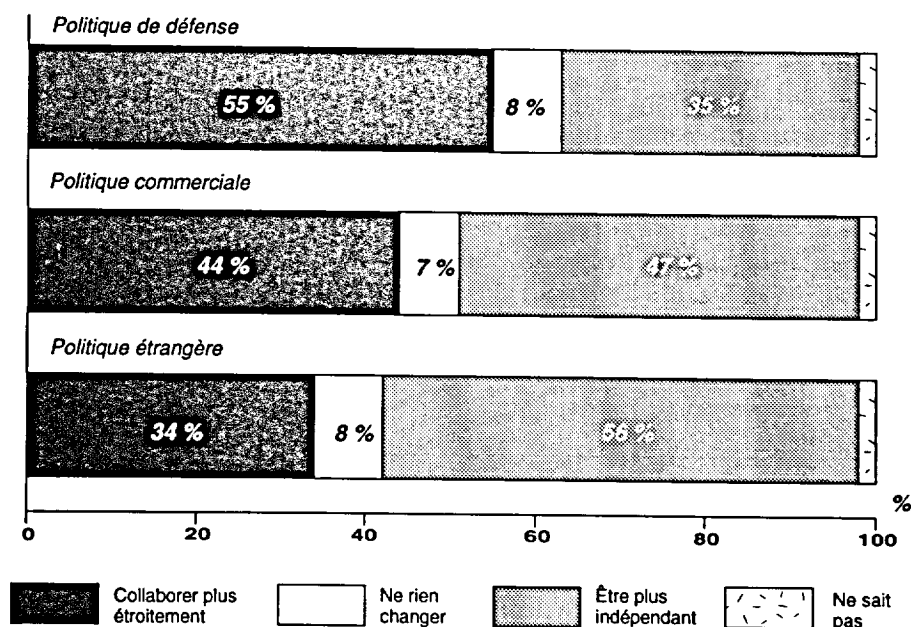 Politique de défense
55 % 8 % 35 %
Politique commerciale
44 % 7 % 47 %
Politique étrangère
34 % 8 % 56 %
%
0 20 40 60 80 100
Collaborer plus étroitement
Ne rien changer
Être plus indépendant
Ne sait pas